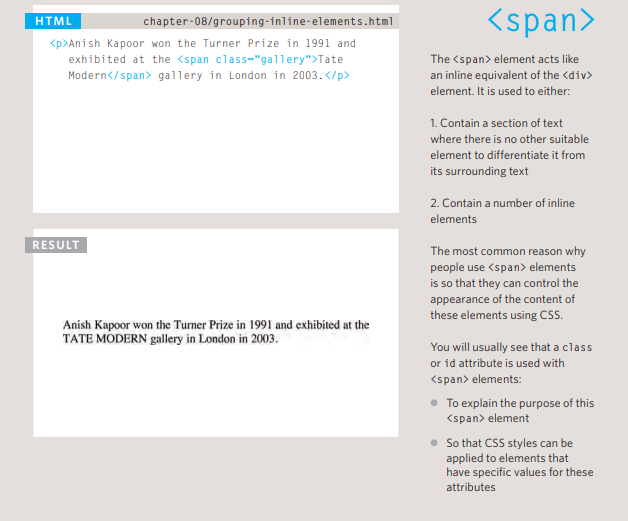 HTML
chapter-08/grouping-inline-elements.html
<p>Anish Kapoor won the Turner Prize in 1991 and
exhibited at the <span class="gallery">Tate
Modern</span> gallery in London in 2003.</p>
RESULT
Anish Kapoor won the Turner Prize in 1991 and exhibited at the
TATE MODERN gallery in London in 2003.
<span>
The <span> element acts like
an inline equivalent of the <div>
element. It is used to either:
1. Contain a section of text
where there is no other suitable
element to differentiate it from
its surrounding text
2. Contain a number of inline
elements
The most common reason why
people use <span> elements
is so that they can control the
appearance of the content of
these elements using CSS.
You will usually see that a class
or id attribute is used with
<span> elements:
To explain the purpose of this
<span> element
So that CSS styles can be
applied to elements that
have specific values for these
attributes